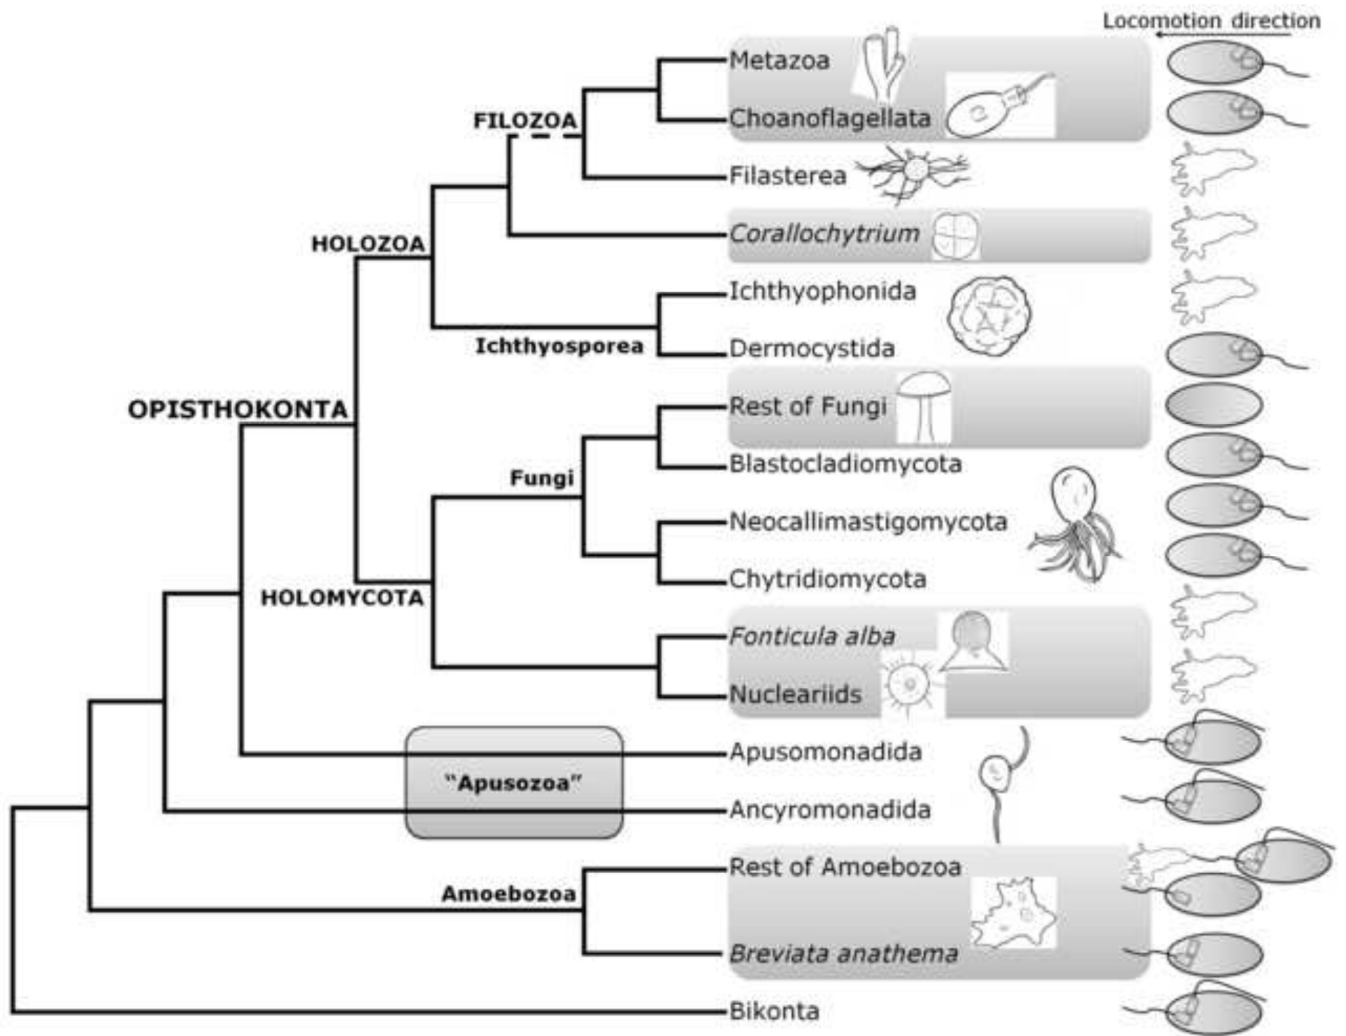 Locomotion direction
Metazoa
FILOZOA
Choanoflagellata
Filasterea
Corallochytrium
HOLOZOA
Ichthyophonida
Ichthyosporea
Dermocystida
OPISTHOKONTA
Rest of Fungi
Blastocladiomycota
Fungi
Neocallimastigomycota
Chytridiomycota
HOLOMYCOTA
Fonticula alba
Nucleariids
Apusomonadida
“Apusozoa”
Ancyromonadida
Rest of Amoebozoa
Amoebozoa
Breviata anathema
Bikonta